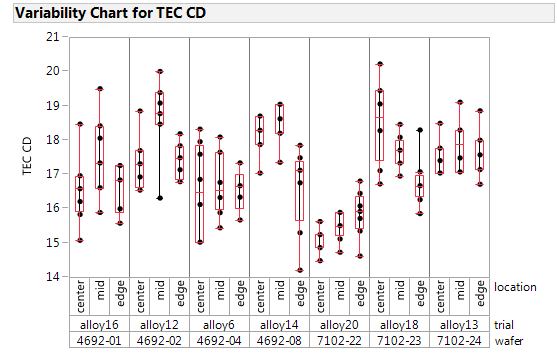 Variability Chart for TEC CD
21
20
19
18
17
16
15
14
TEC CD
center mid edge center mid edge center mid edge center mid edge center mid edge center mid edge center mid edge location
alloy16 alloy12 alloy6 alloy14 alloy20 alloy18 alloy13 trial
4692-01 4692-02 4692-04 4692-08 7102-22 7102-23 7102-24 wafer